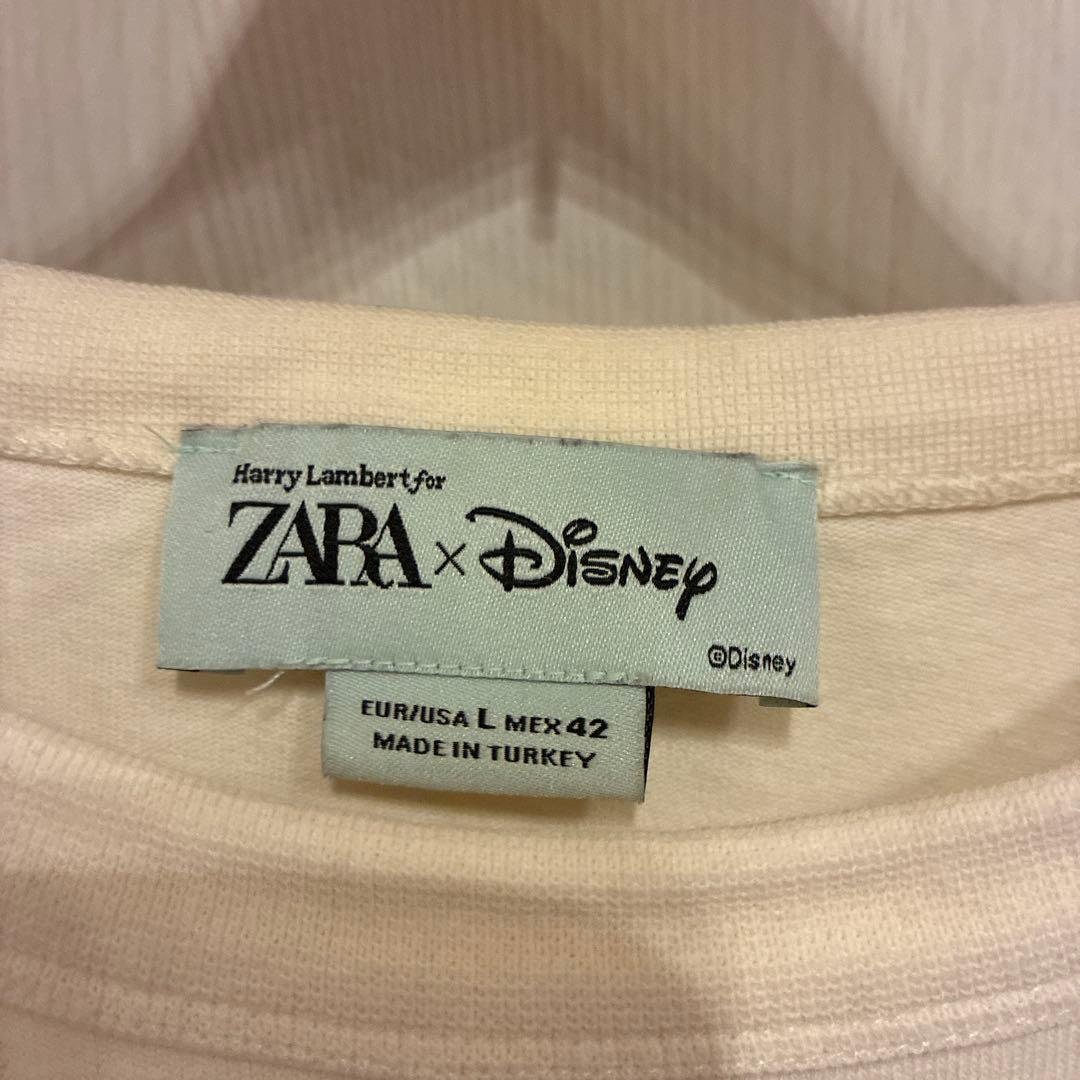 Harry Lambert for
ZARA × Disney
©Disney
EUR/USA L MEX 42
MADE IN TURKEY